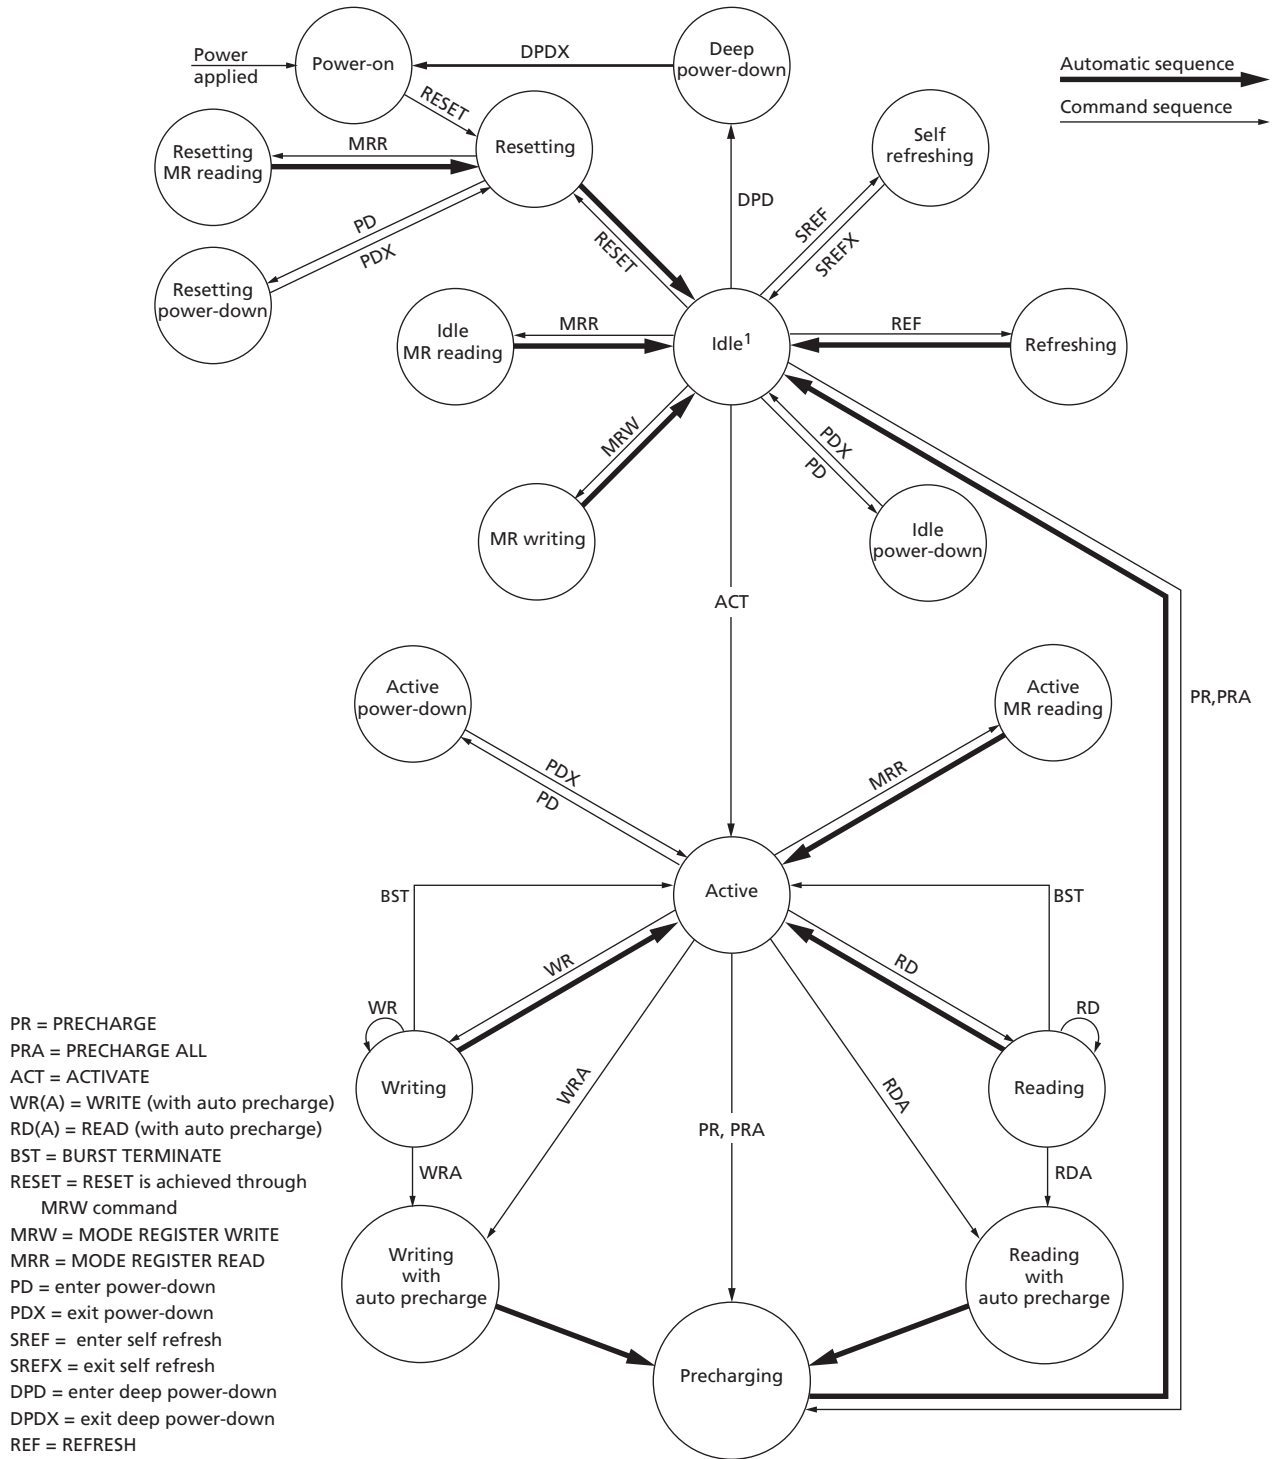 Power
applied
Power-on
DPDX
Deep
power-down
Automatic sequence
Command sequence
RESET
Resetting
MR reading
MRR
Resetting
Self
refreshing
DPD
PD
PDX
RESET
SREF
SREFX
Resetting
power-down
Idle
MR reading
MRR
Idle1
REF
Refreshing
MRW
PDX
PD
MR writing
Idle
power-down
ACT
Active
power-down
Active
MR reading
PR,PRA
PDX
PD
MRR
BST
Active
BST
WR
RD
WR
RD
Writing
Reading
WRA
RDA
PR, PRA
WRA
RDA
Writing
with
auto precharge
Reading
with
auto precharge
Precharging
PR = PRECHARGE
PRA = PRECHARGE ALL
ACT = ACTIVATE
WR(A) = WRITE (with auto precharge)
RD(A) = READ (with auto precharge)
BST = BURST TERMINATE
RESET = RESET is achieved through
MRW command
MRW = MODE REGISTER WRITE
MRR = MODE REGISTER READ
PD = enter power-down
PDX = exit power-down
SREF = enter self refresh
SREFX = exit self refresh
DPD = enter deep power-down
DPDX = exit deep power-down
REF = REFRESH